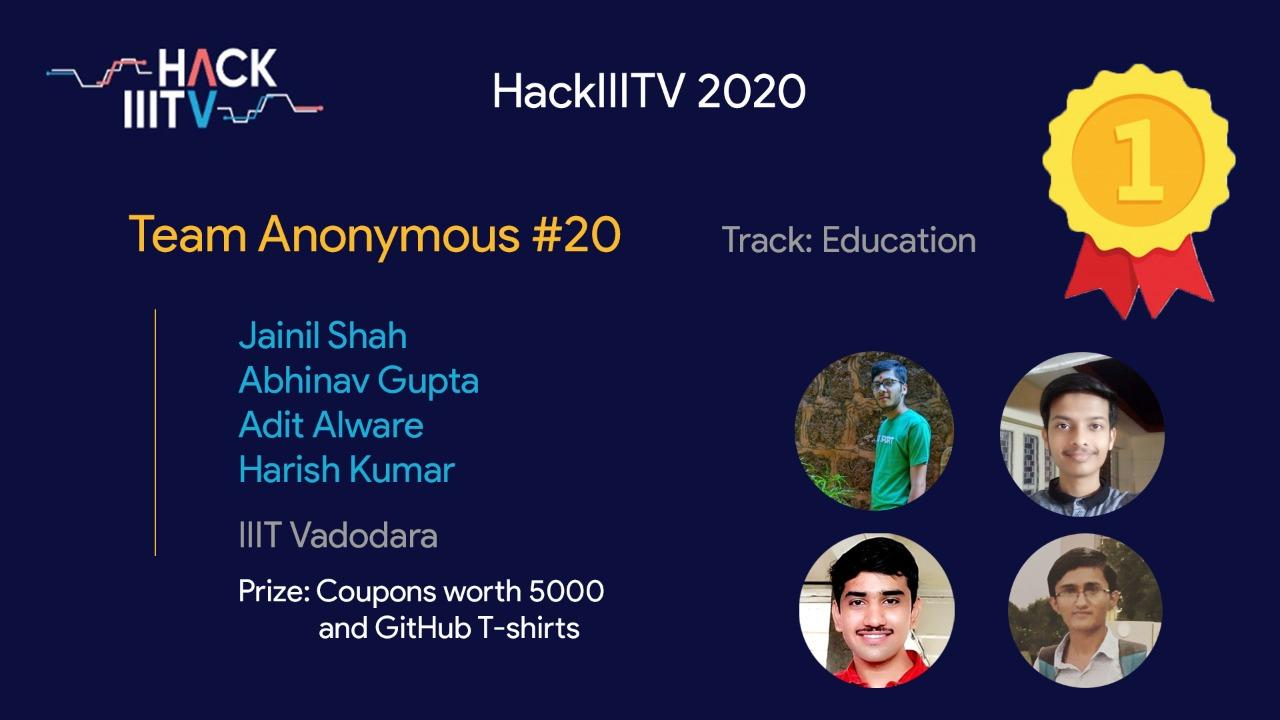 HACK
IIITV
HackIIITV 2020
1
Team Anonymous #20
Track: Education
Jainil Shah
Abhinav Gupta
Adit Alware
Harish Kumar
IIIT Vadodara
Prize: Coupons worth 5000
and GitHub T-shirts